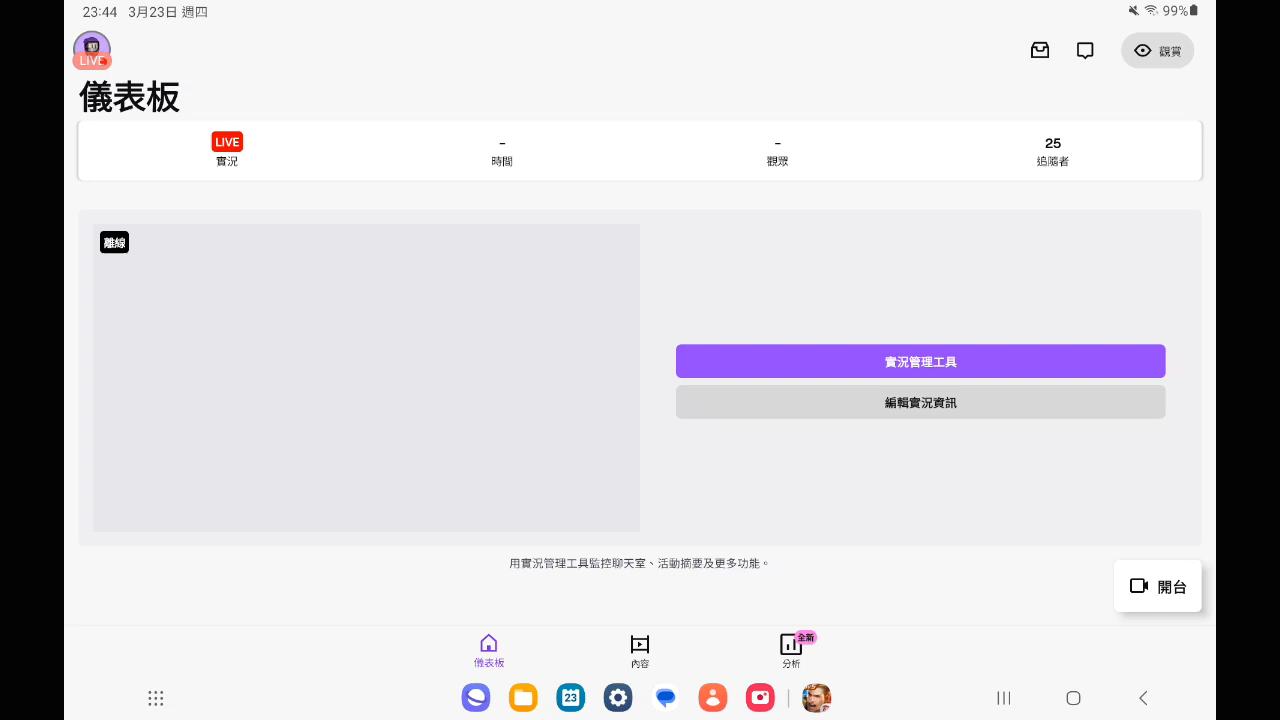 23:44 3月23日 週四
99%
LIVE
觀賞
儀表板
LIVE
實況
-
時間
-
觀眾
25
追隨者
離線
實況管理工具
編輯實況資訊
用實況管理工具監控聊天室、活動摘要及更多功能。
開台
儀表板
內容
全新
分析
23